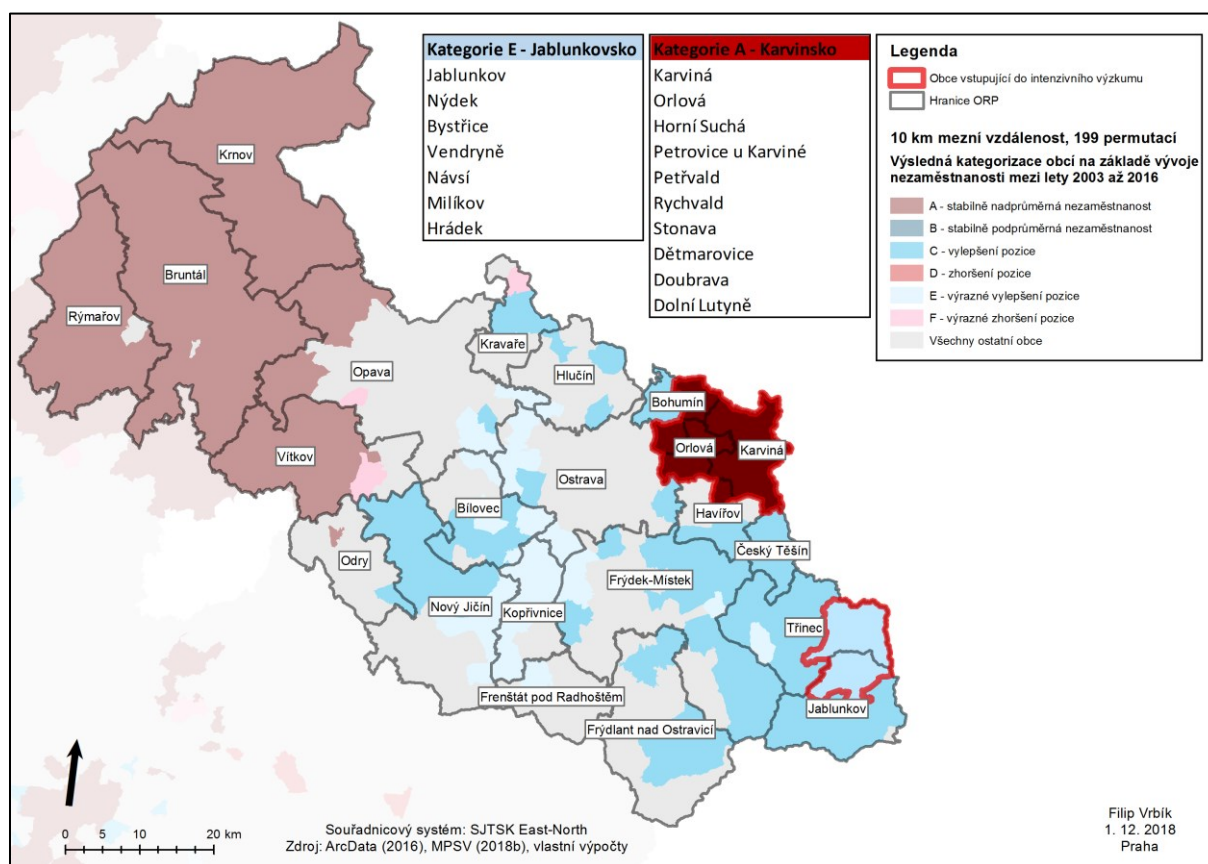 Kategorie E - Jablunkovsko
Jablunkov
Nýdek
Bystřice
Vendryně
Návsí
Milíkov
Hrádek
Kategorie A - Karvinsko
Karviná
Orlová
Horní Suchá
Petrovice u Karviné
Petřvald
Rychvald
Stonava
Dětmarovice
Doubrava
Dolní Lutyně
Legenda
Obce vstupující do intenzivního výzkumu
Hranice ORP
10 km mezní vzdálenost, 199 permutací
Výsledná kategorizace obcí na základě vývoje
nezaměstnanosti mezi lety 2003 až 2016
A - stabilně nadprůměrná nezaměstnanost
B - stabilně podprůměrná nezaměstnanost
C - vylepšení pozice
D - zhoršení pozice
E - výrazné vylepšení pozice
F - výrazné zhoršení pozice
Všechny ostatní obce
Krnov
Bruntál
Rýmařov
Kravaře
Opava
Hlučín
Bohumín
Orlová
Karviná
Vítkov
Ostrava
Bílovec
Havířov
Český Těšín
Odry
Frýdek-Místek
Nový Jičín
Kopřivnice
Třinec
Frenštát pod Radhoštěm
Jablunkov
Frýdlant nad Ostravicí
0 5 10 20 km
Souřadnicový systém: SJTSK East-North
Zdroj: ArcData (2016), MPSV (2018b), vlastní výpočty
Filip Vrbík
1. 12. 2018
Praha